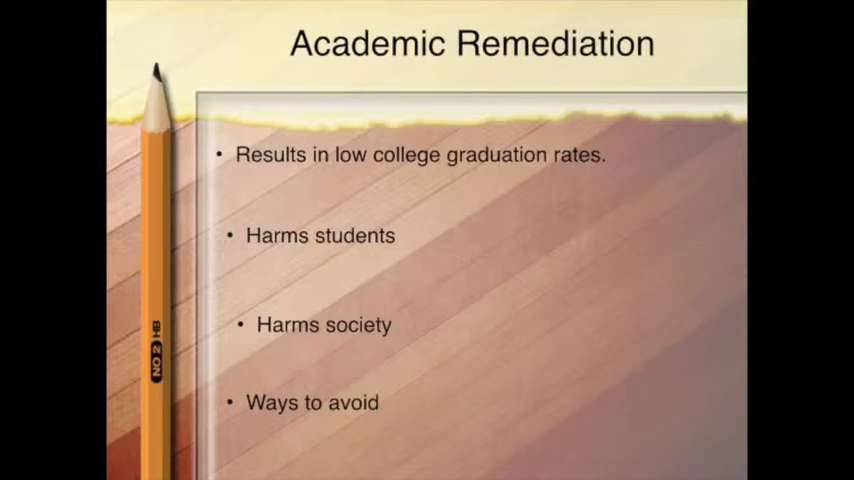 Academic Remediation
• Results in low college graduation rates.
• Harms students
• Harms society
• Ways to avoid
NO 2 HB